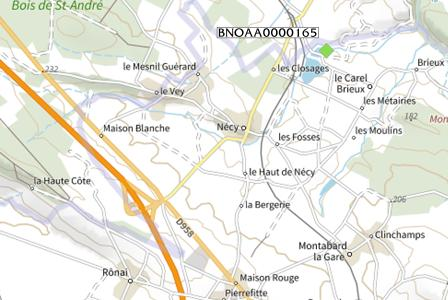 Bois de St-André
BNOAA0000165
le Mesnil Guérard
232
les Closages
Brieux
le Vey
le Carel
Brieux
les Métairies
182
Mon
Maison Blanche
Nécy
les Fosses
les Moulins
la Haute Côte
le Haut de Nécy
206
la Bergerie
D958
Clinchamps
Montabard
la Gare
Rônai
Maison Rouge
Pierrefitte